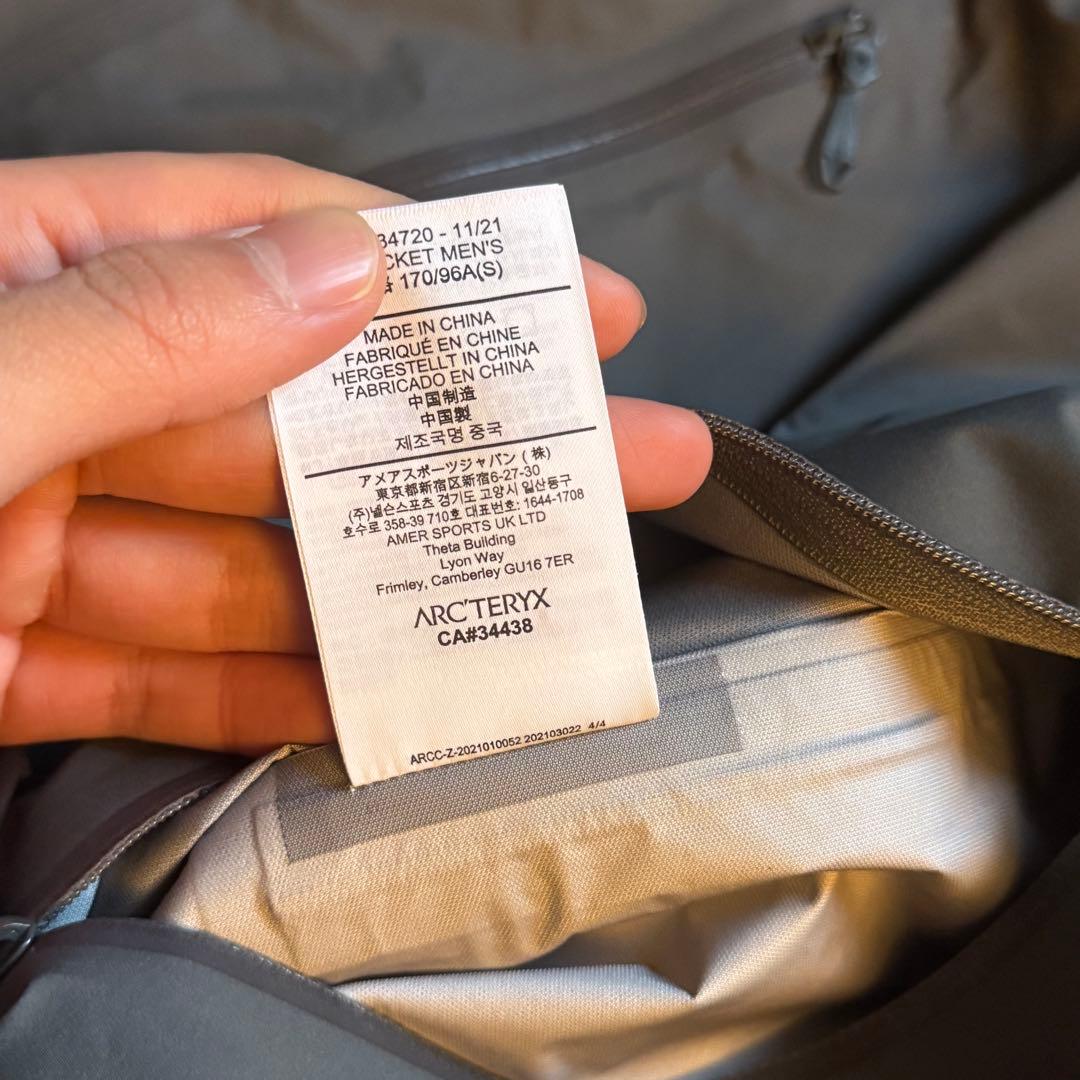 34720 - 11/21
CKET MEN'S
170/96A(S)
MADE IN CHINA
FABRIQUÉ EN CHINE
HERGESTELLT IN CHINA
FABRICADO EN CHINA
中国制造
中国製
제조국명 중국
アメアスポーツジャパン (株)
東京都新宿区新宿6-27-30
(주)넬슨스포츠 경기도 고양시 일산동구
호수로 358-39 710호 대표번호: 1644-1708
AMER SPORTS UK LTD
Theta Building
Lyon Way
Frimley, Camberley GU16 7ER
ARC'TERYX
CA#34438
ARCC-Z-2021010052 202103022 4/4